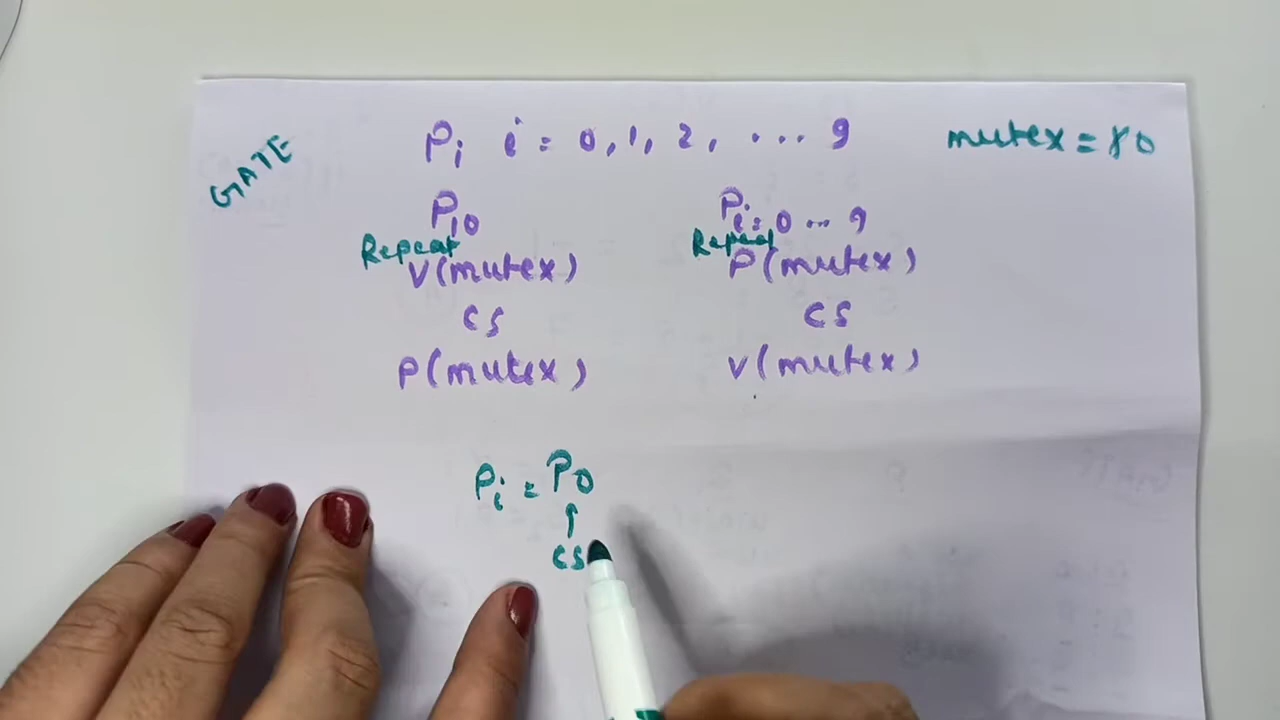 GATE
Pi i = 0, 1, 2, ... 9
mutex = 10
P10
Repeat
V(mutex)
CS
P(mutex)
Pi i=0 ... 9
Repeat
P(mutex)
CS
V(mutex)
Pi = P0
↑
CS